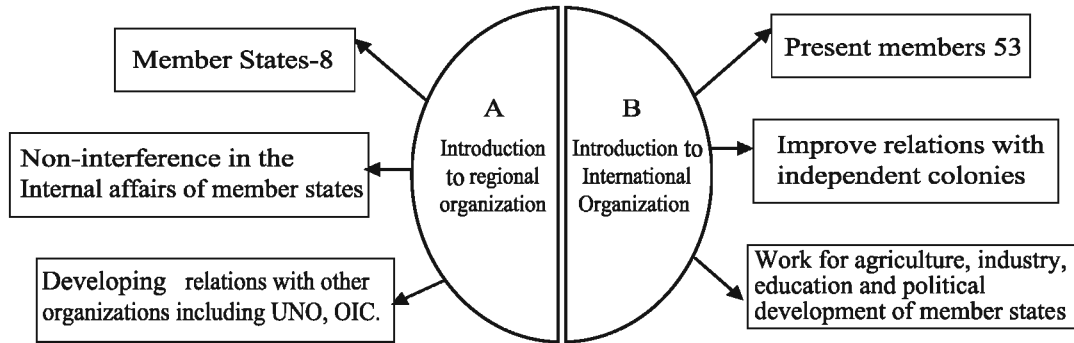 Member States-8
Non-interference in the
Internal affairs of member states
Developing relations with other
organizations including UNO, OIC.
A
Introduction
to regional
organization
B
Introduction to
International
Organization
Present members 53
Improve relations with
independent colonies
Work for agriculture, industry,
education and political
development of member states